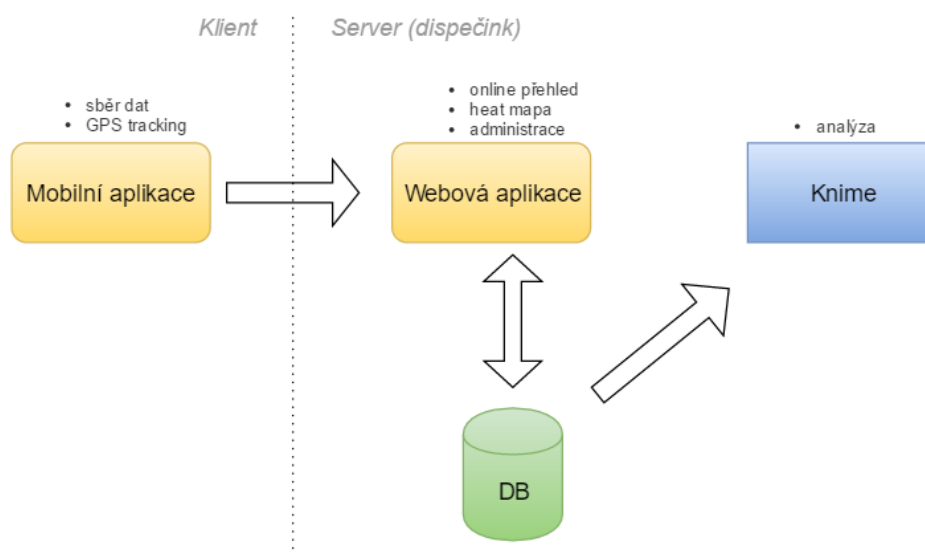 Klient
Server (dispečink)
• sběr dat
• GPS tracking
Mobilní aplikace
• online přehled
• heat mapa
• administrace
Webová aplikace
• analýza
Knime
DB